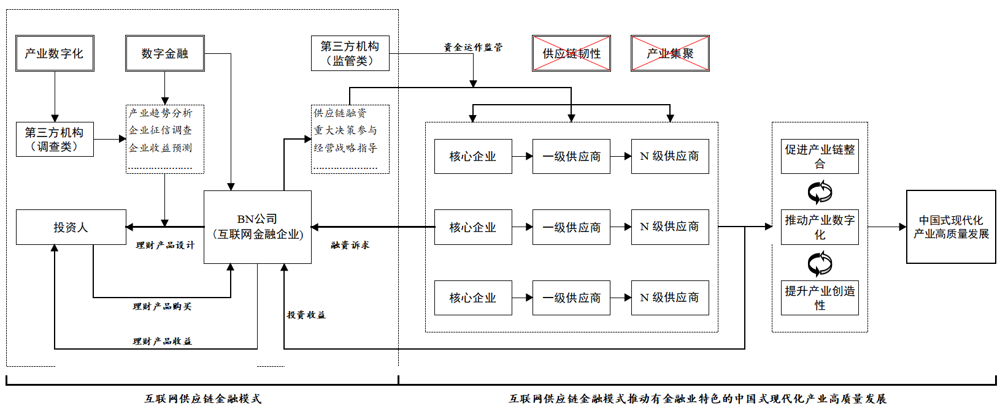 产业数字化
数字金融
第三方机构
（监管类）
资金运作监管
供应链韧性
产业集聚
产业趋势分析
企业征信调查
企业收益预测
......................
供应链融资
重大决策参与
经营战略指导
......................
第三方机构
（调查类）
核心企业
一级供应商
N 级供应商
促进产业链整
合
投资人
BN公司
（互联网金融企业）
理财产品设计
融资诉求
核心企业
一级供应商
N 级供应商
推动产业数字
化
中国式现代化
产业高质量发展
核心企业
一级供应商
N 级供应商
提升产业创造
性
理财产品购买
投资收益
理财产品收益
互联网供应链金融模式
互联网供应链金融模式推动有金融业特色的中国式现代化产业高质量发展